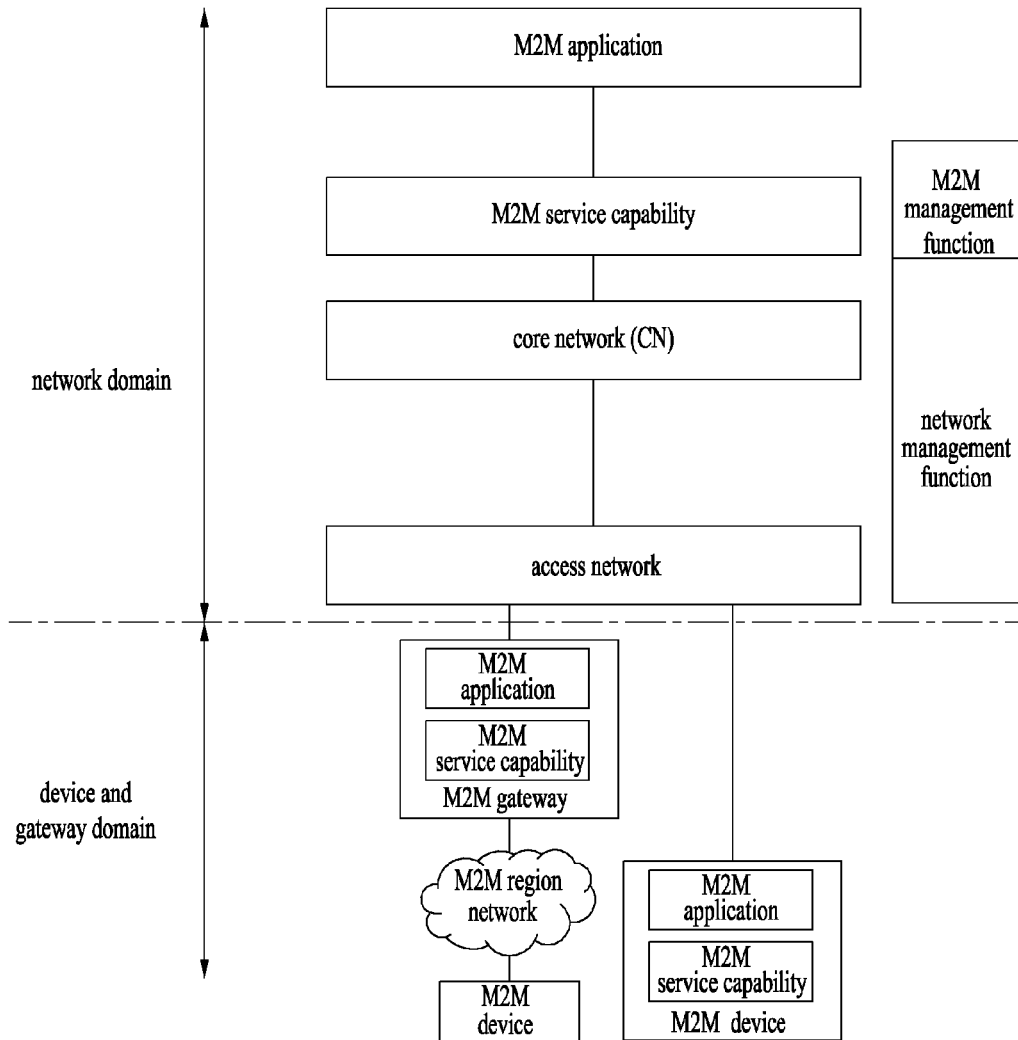 M2M application
M2M service capability
M2M
management
function
core network (CN)
network domain
network
management
function
access network
M2M
application
M2M
service capability
M2M gateway
device and
gateway domain
M2M region
network
M2M
application
M2M
service capability
M2M device
M2M
device